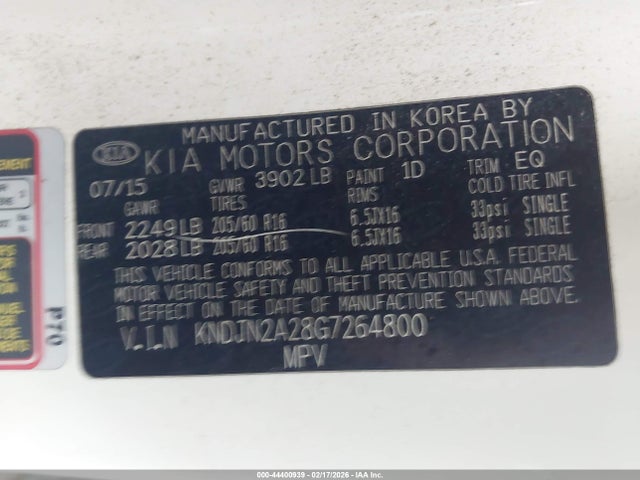 MANUFACTURED IN KOREA BY
KIA KIA MOTORS CORPORATION
07/15 GVWR 3902 LB PAINT 1D TRIM EQ
GAWR TIRES RIMS COLD TIRE INFL
FRONT 2249 LB 205/60 R16 6.5JX16 33psi SINGLE
REAR 2028 LB 205/60 R16 6.5JX16 33psi SINGLE
THIS VEHICLE CONFORMS TO ALL APPLICABLE U.S.A. FEDERAL
MOTOR VEHICLE SAFETY AND THEFT PREVENTION STANDARDS
IN EFFECT ON THE DATE OF MANUFACTURE SHOWN ABOVE.
V.I.N KNDJN2A28G7264800
MPV
P70
000-44400939 - 02/17/2026 - IAA Inc.